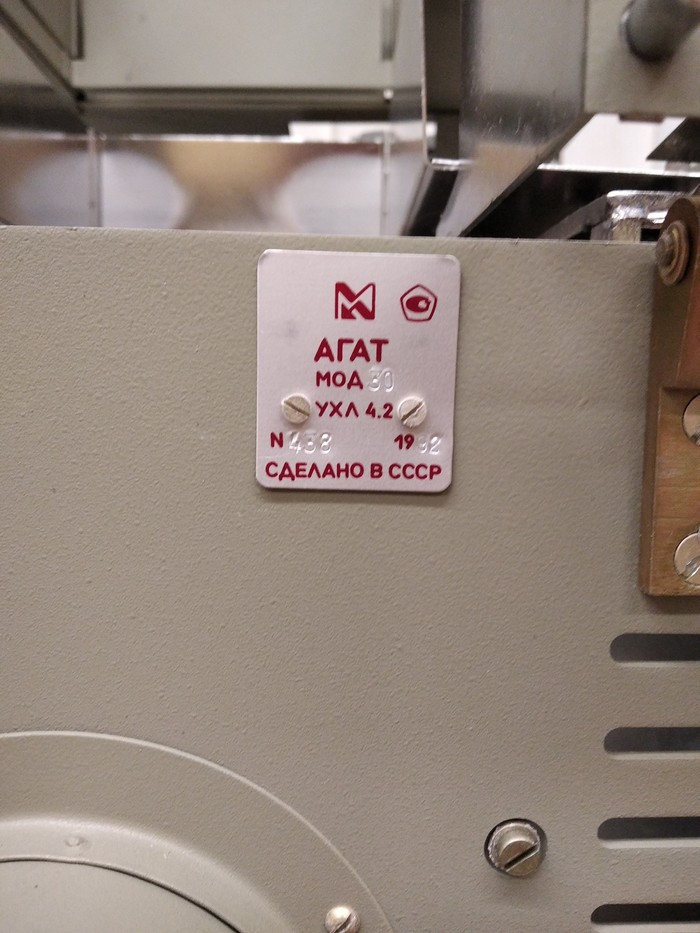 АГАТ
МОД 30
УХЛ 4.2
N 438 1992
СДЕЛАНО В СССР